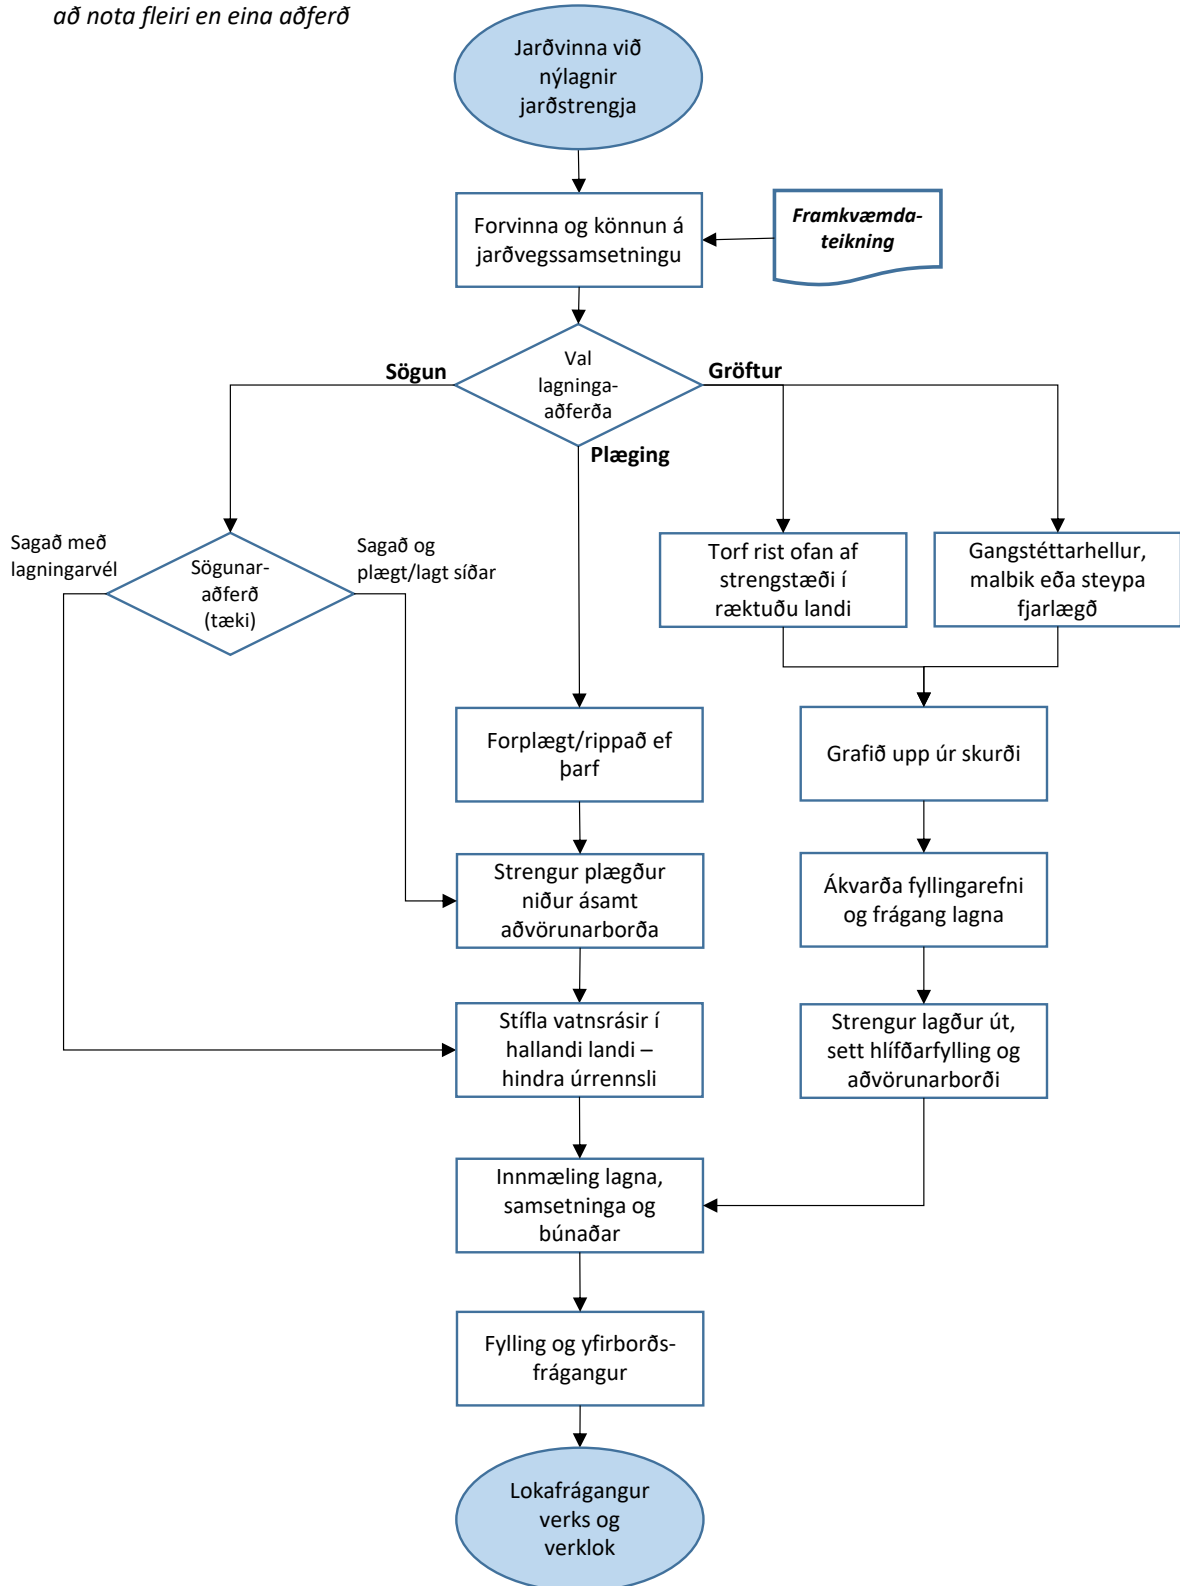 að nota fleiri en eina aðferð
Jarðvinna við
nýlagnir
jarðstrengja
Forvinna og könnun á
jarðvegssamsetningu
Framkvæmda-
teikning
Val
lagninga-
aðferða
Sögun
Gröftur
Plæging
Sagað með
lagningarvél
Sögunar-
aðferð
(tæki)
Sagað og
plægt/lagt síðar
Torf rist ofan af
strengstæði í
ræktuðu landi
Gangstéttarhellur,
malbik eða steypa
fjarlægð
Forplægt/rippað ef
þarf
Grafið upp úr skurði
Strengur plægður
niður ásamt
aðvörunarborða
Ákvarða fyllingarefni
og frágang lagna
Stífla vatnsrásir í
hallandi landi –
hindra úrrennsli
Strengur lagður út,
sett hlífðarfylling og
aðvörunarborði
Innmæling lagna,
samsetninga og
búnaðar
Fylling og yfirborðs-
frágangur
Lokafrágangur
verks og
verklok